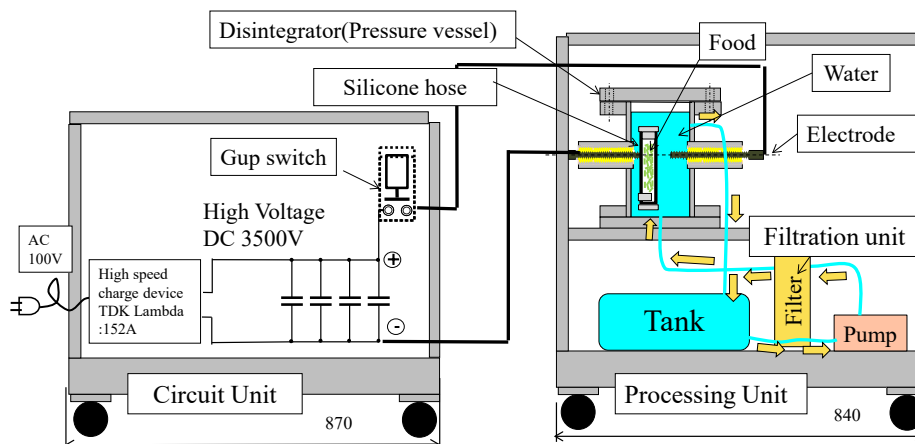 Disintegrator(Pressure vessel)
Food
Silicone hose
Water
Electrode
Gup switch
High Voltage
DC 3500V
AC
100V
High speed
charge device
TDK Lambda
:152A
+
-
Filtration unit
Tank
Filter
Pump
Circuit Unit
870
Processing Unit
840